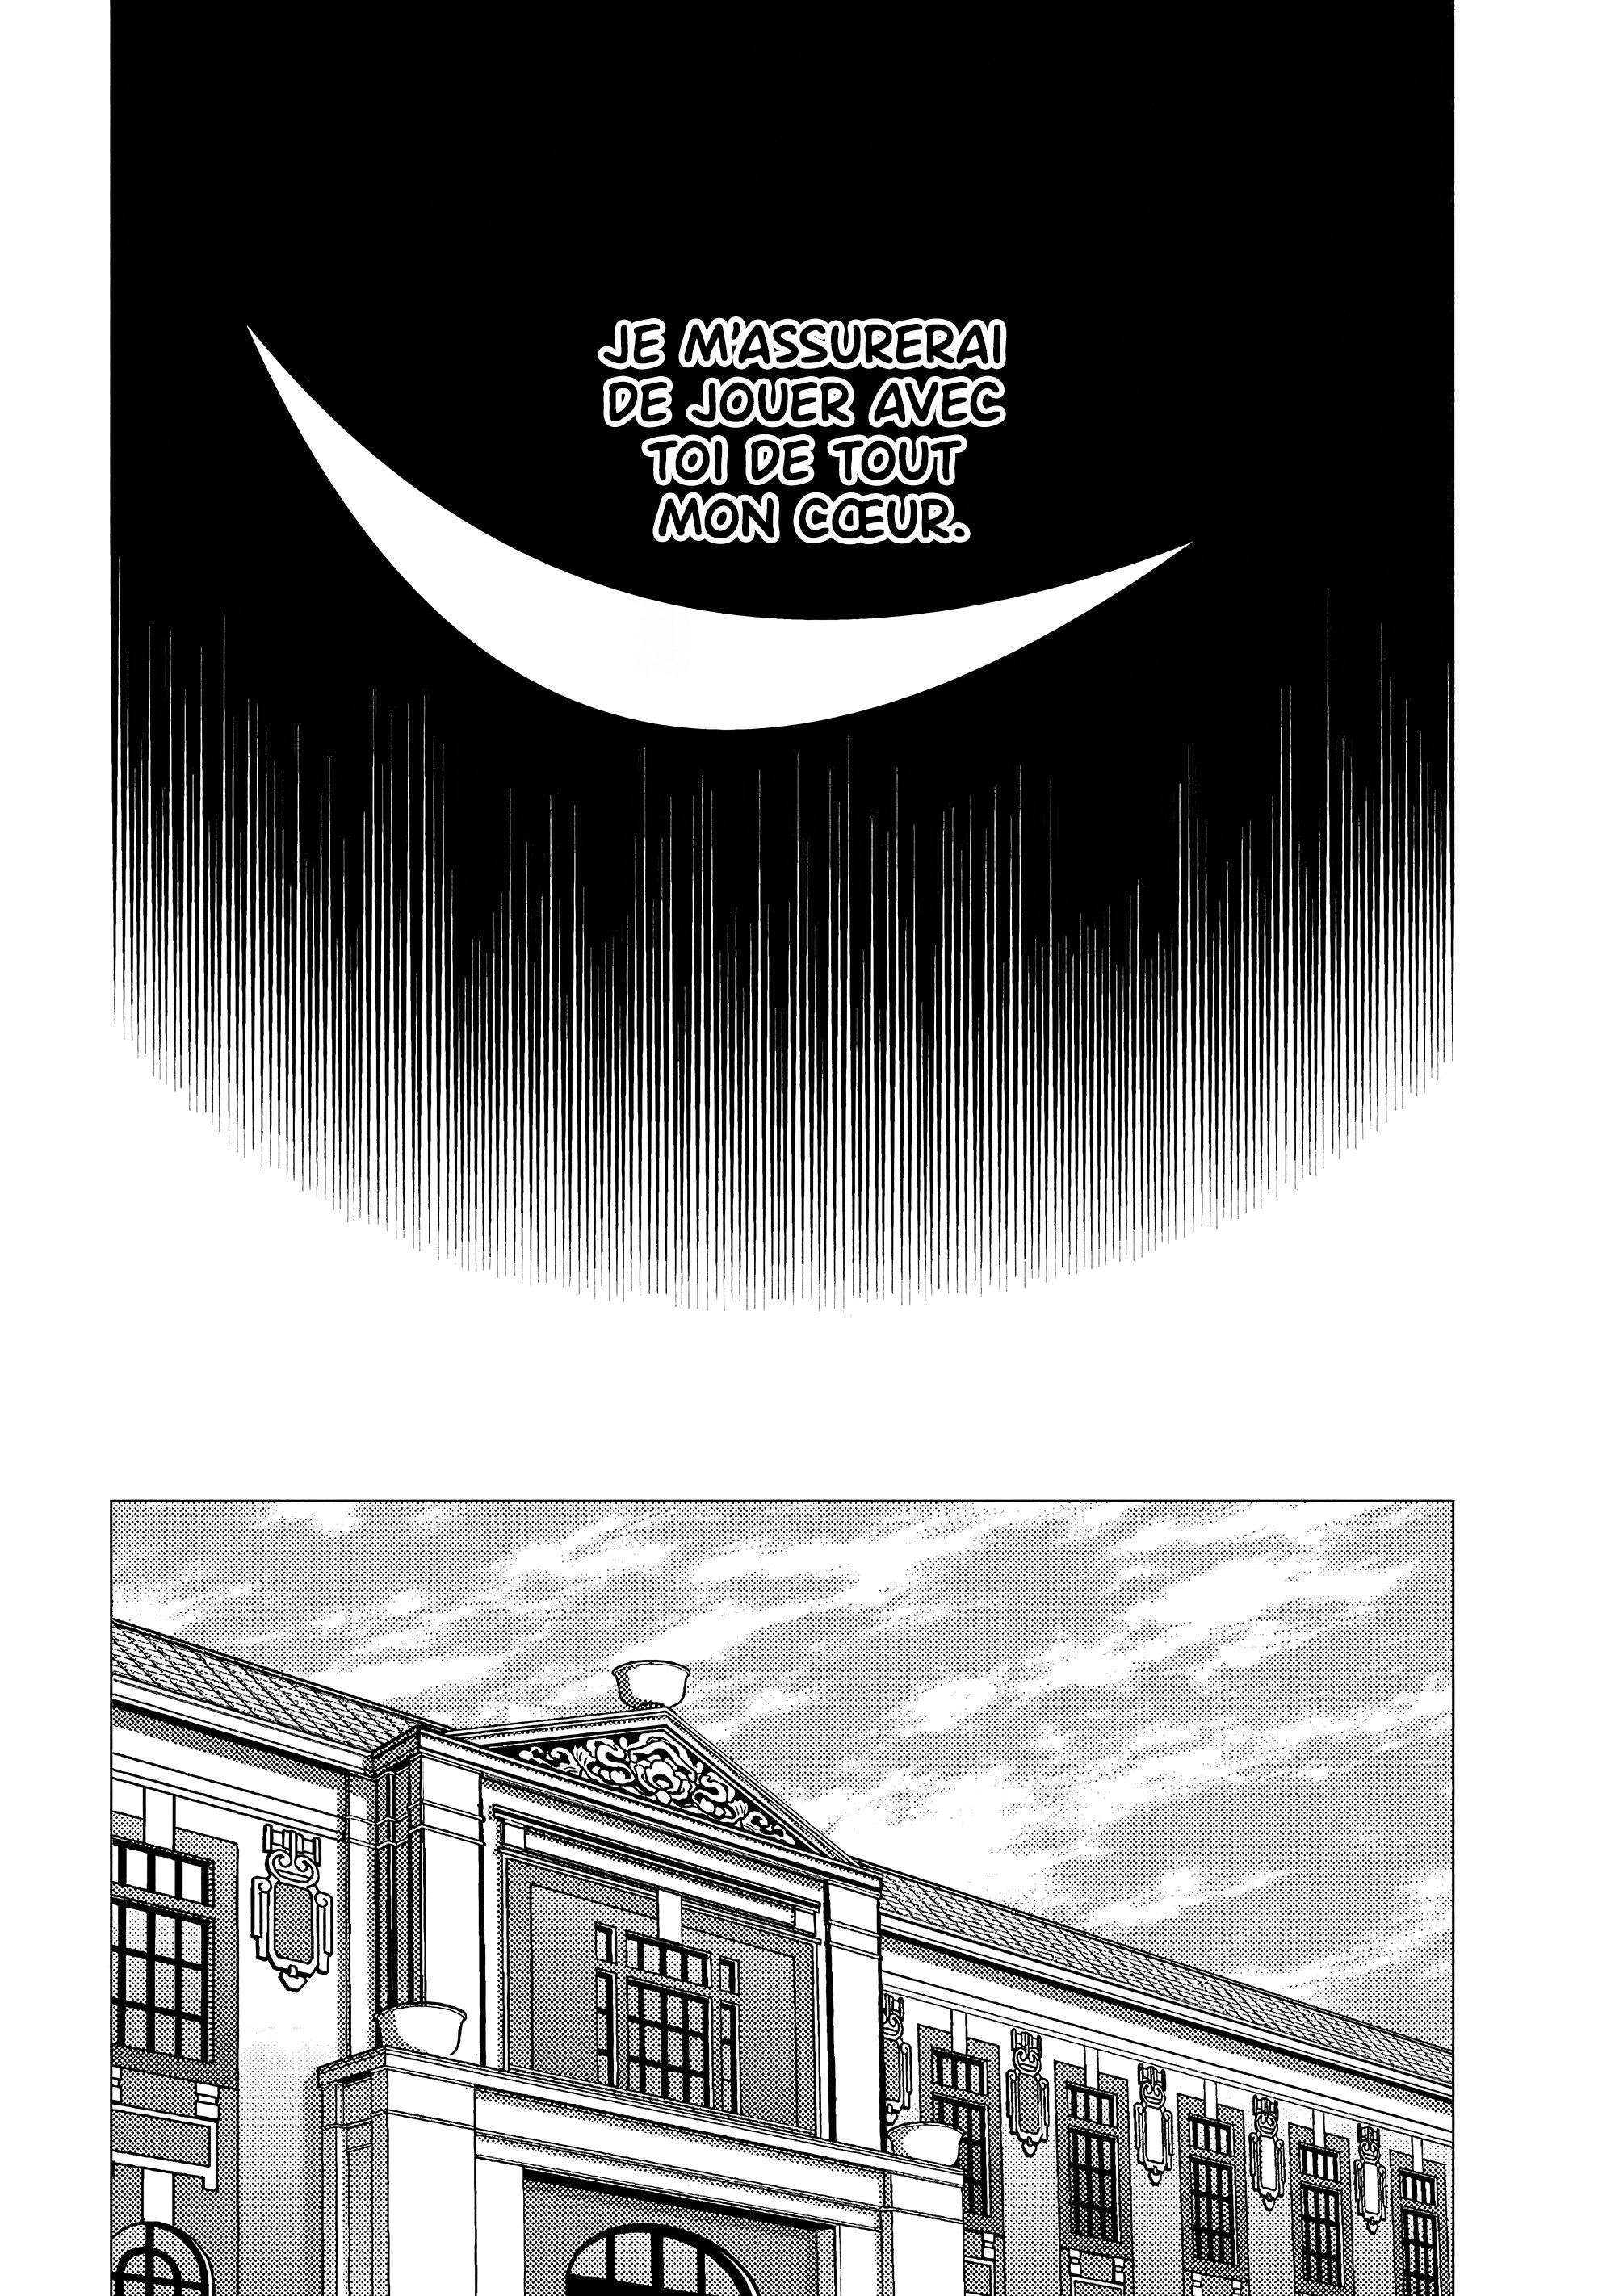 JE M'ASSURERAI
DE JOUER AVEC
TOI DE TOUT
MON CŒUR.